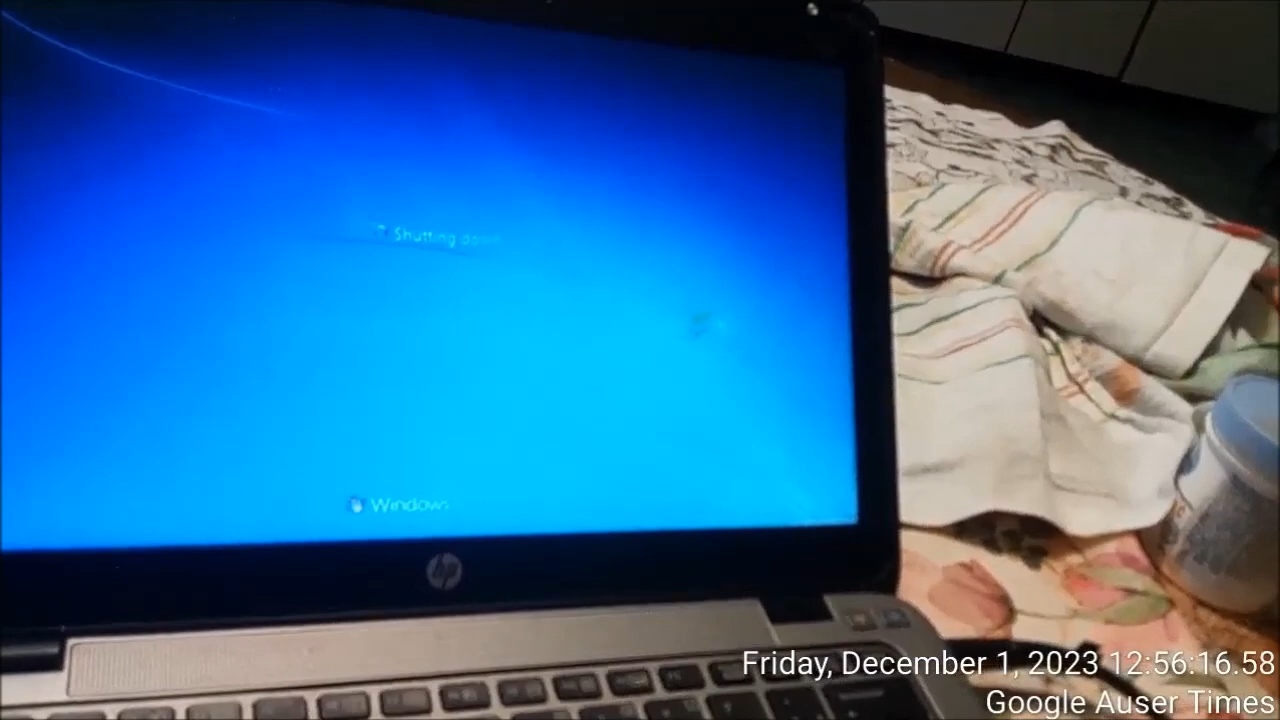 Shutting down
Windows
hp
Friday, December 1, 2023 12:56:16.58
Google Auser Times